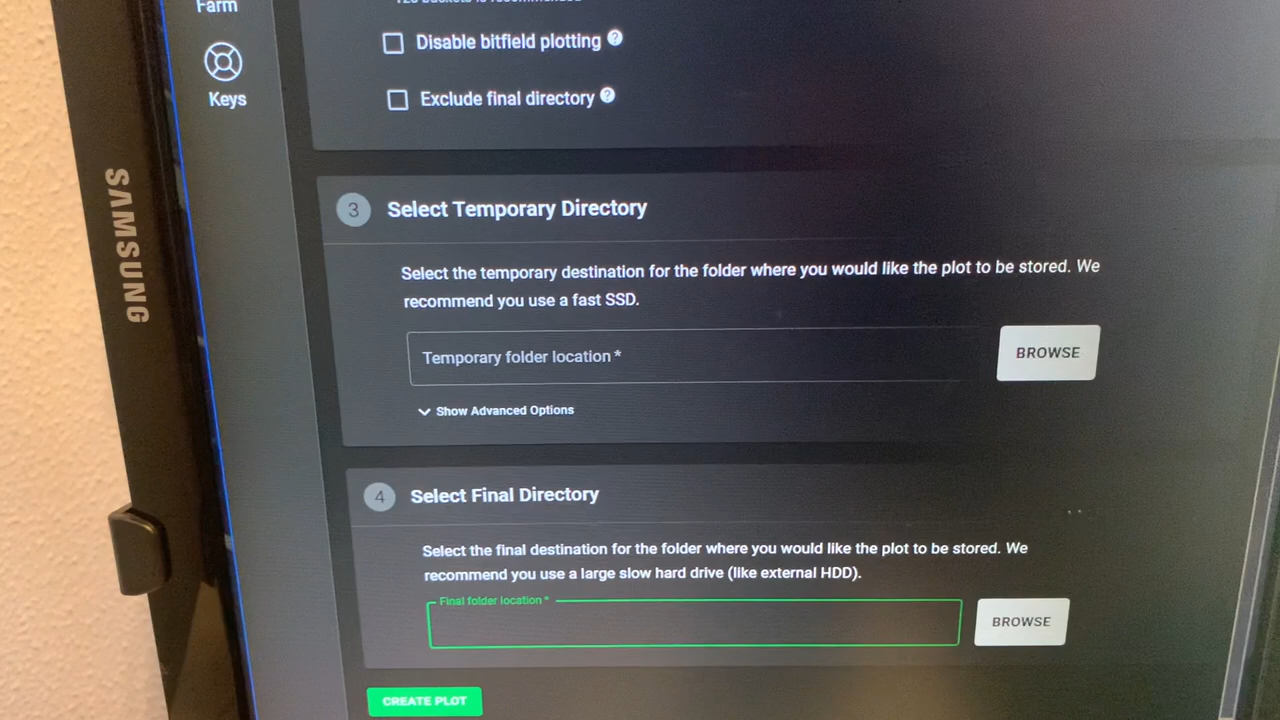 Farm
Keys
Disable bitfield plotting
Exclude final directory
SAMSUNG
3 Select Temporary Directory
Select the temporary destination for the folder where you would like the plot to be stored. We
recommend you use a fast SSD.
Temporary folder location *
BROWSE
Show Advanced Options
4 Select Final Directory
Select the final destination for the folder where you would like the plot to be stored. We
recommend you use a large slow hard drive (like external HDD).
Final folder location *
BROWSE
CREATE PLOT